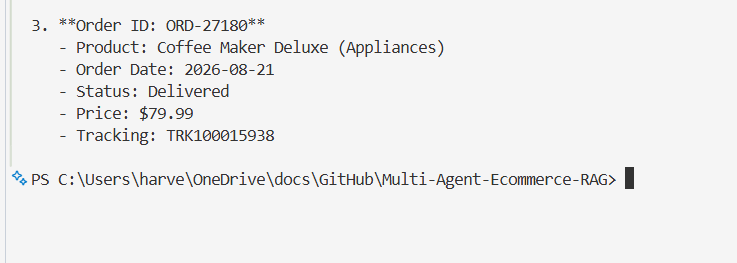 3. **Order ID: ORD-27180**
- Product: Coffee Maker Deluxe (Appliances)
- Order Date: 2026-08-21
- Status: Delivered
- Price: $79.99
- Tracking: TRK100015938
PS C:\Users\harve\OneDrive\docs\GitHub\Multi-Agent-Ecommerce-RAG>